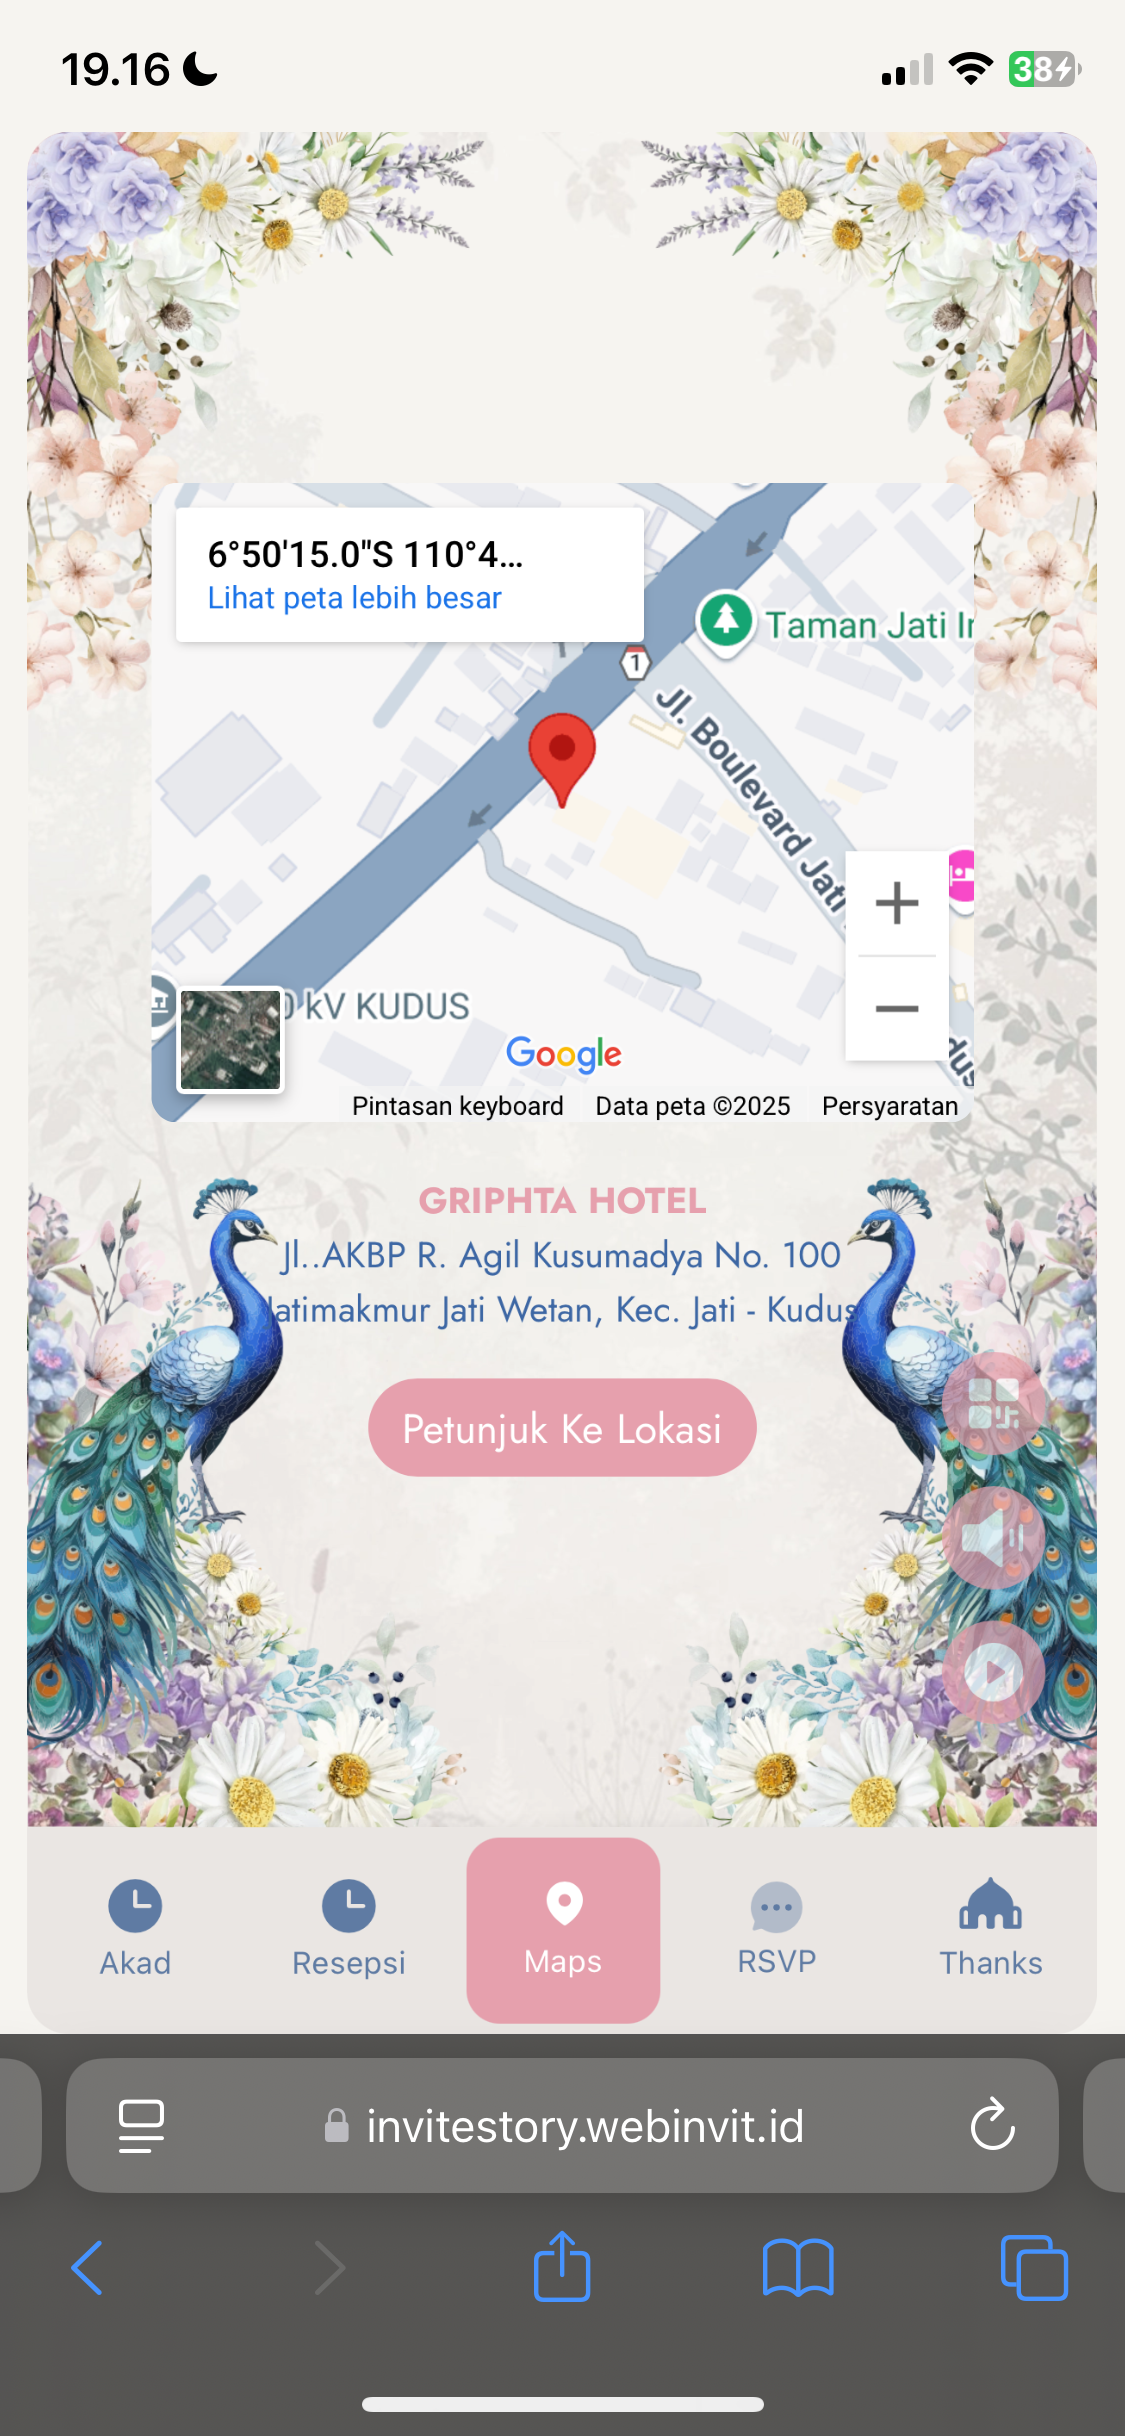 19.16
38
6°50'15.0"S 110°4...
Lihat peta lebih besar
Taman Jati
1
Jl. Boulevard Jati
kV KUDUS
Google
Pintasan keyboard
Data peta ©2025
Persyaratan
GRIPHTA HOTEL
Jl..AKBP R. Agil Kusumadya No. 100
Jatimakmur Jati Wetan, Kec. Jati - Kudus
Petunjuk Ke Lokasi
Akad
Resepsi
Maps
RSVP
Thanks
invitestory.webinvit.id